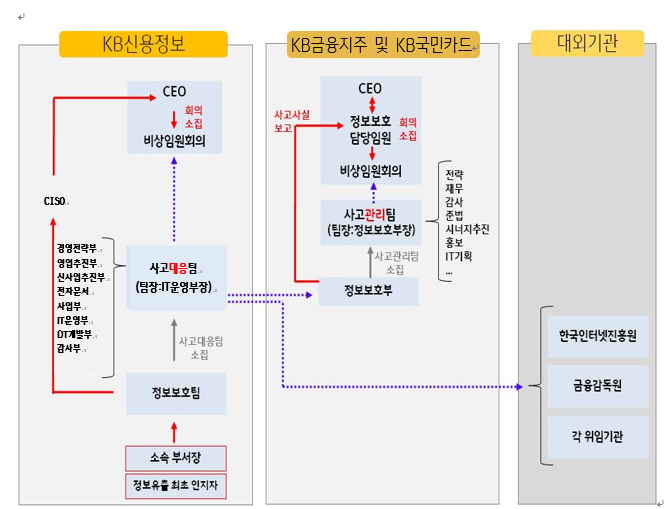 KB신용정보
CEO
회의
소집
비상임원회의
CISO
경영전략부
영업추진부
신사업추진부
전자문서
사업부
IT운영부
DT개발부
감사부
사고대응팀
(팀장:IT운영부장)
사고대응팀
소집
정보보호팀
소속 부서장
정보유출 최초 인지자
KB금융지주 및 KB국민카드
CEO
사고사실
보고
정보보호
담당임원
회의
소집
비상임원회의
사고관리팀
(팀장:정보보호부장)
전략
재무
감사
준법
시너지추진
홍보
IT기획
...
사고관리팀
소집
정보보호부
대외기관
한국인터넷진흥원
금융감독원
각 위임기관